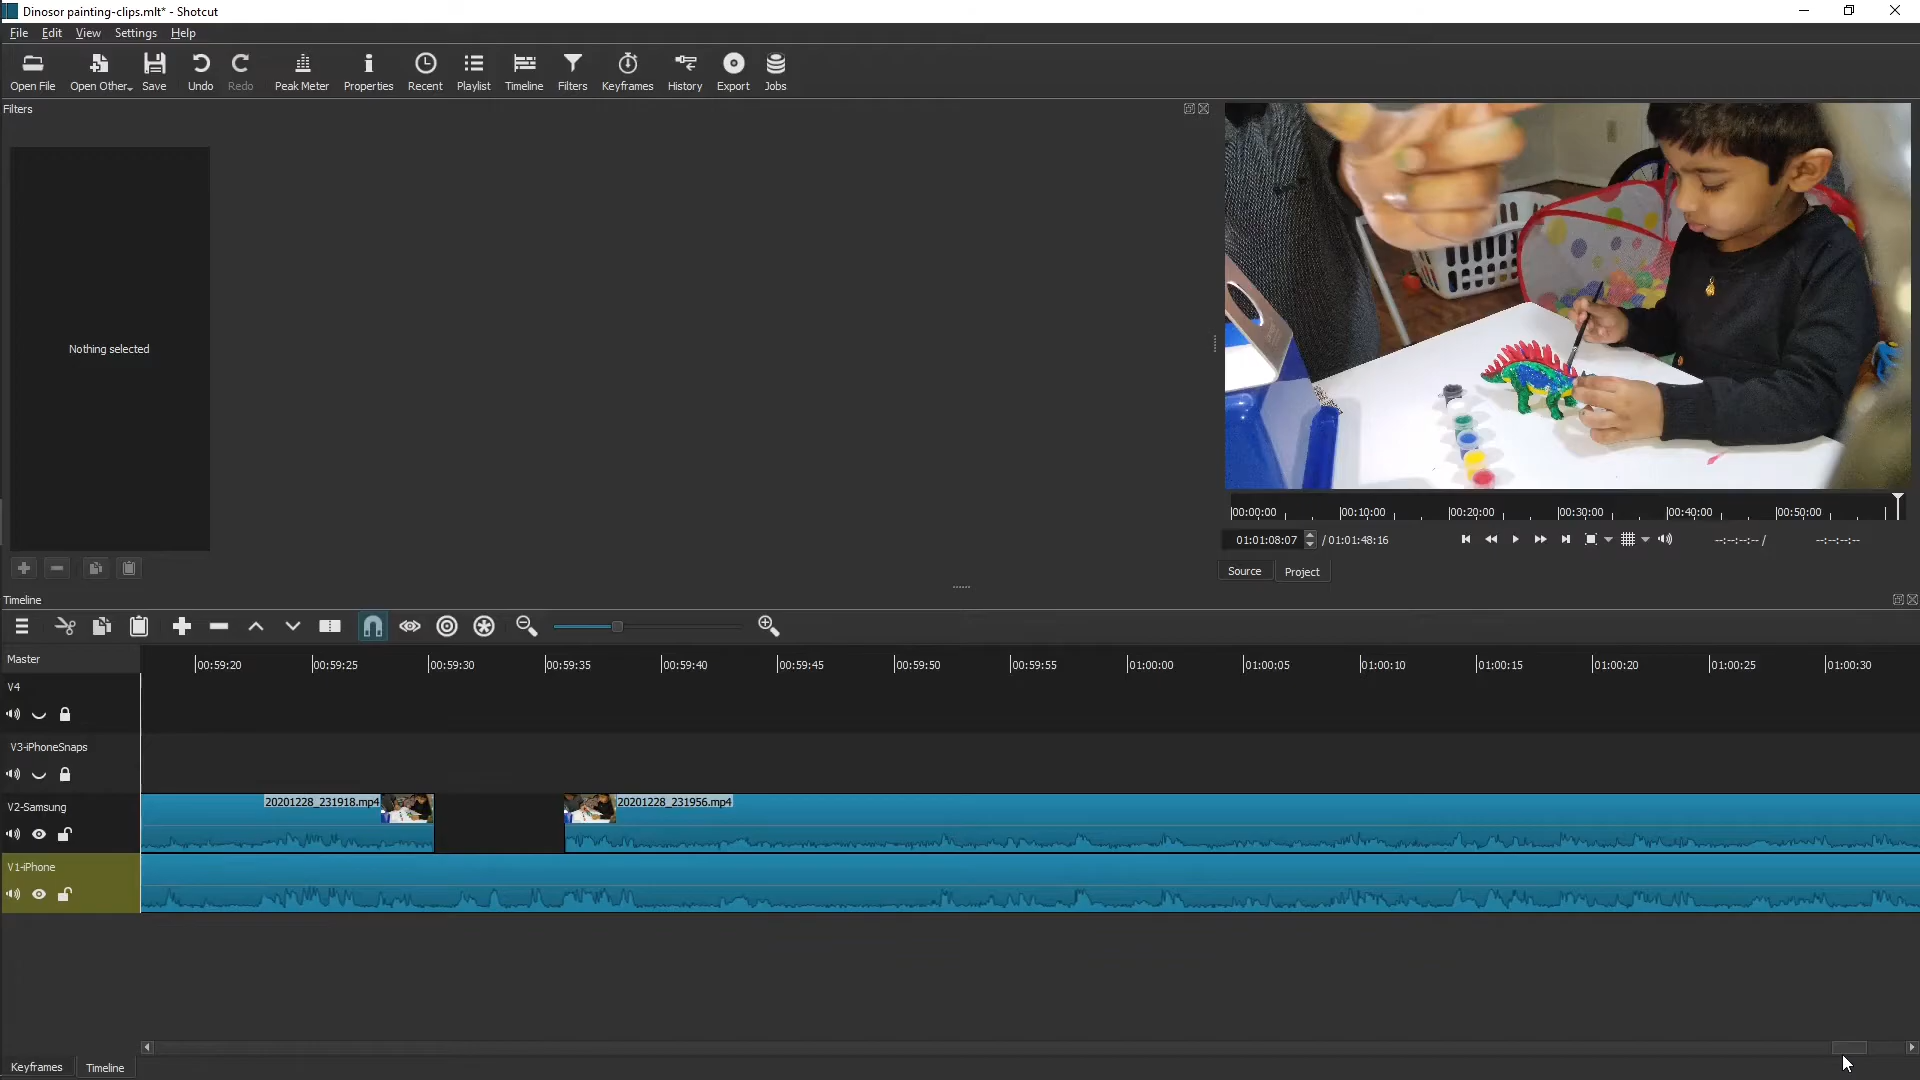 Dinosor painting-clips.mlt* - Shotcut
File Edit View Settings Help
Open File Open Other Save Undo Redo Peak Meter Properties Recent Playlist Timeline Filters Keyframes History Export Jobs
Filters
Nothing selected
00:00:00 00:10:00 00:20:00 00:30:00 00:40:00 00:50:00
01:01:08:07 / 01:01:48:16 --:--:--:-- / --:--:--:--
Source Project
Timeline
Master 00:59:20 00:59:25 00:59:30 00:59:35 00:59:40 00:59:45 00:59:50 00:59:55 01:00:00 01:00:05 01:00:10 01:00:15 01:00:20 01:00:25 01:00:30
V4
V3-iPhoneSnaps
V2-Samsung 20201228_231918.mp4 20201228_231956.mp4
V1-iPhone
Keyframes Timeline